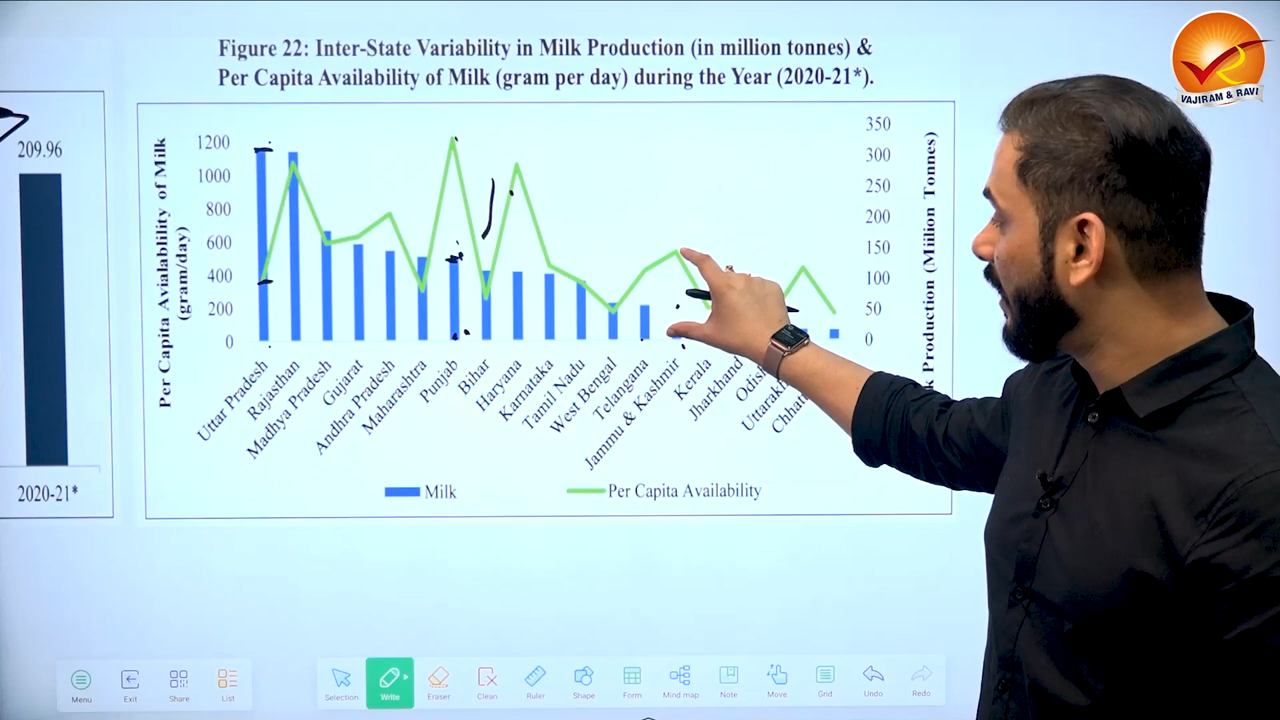 Figure 22: Inter-State Variability in Milk Production (in million tonnes) &
Per Capita Availability of Milk (gram per day) during the Year (2020-21*).
VAJIRAM & RAVI
209.96
2020-21*
Per Capita Avialablility of Milk
(gram/day)
1200
1000
800
600
400
200
0
350
300
250
200
150
100
50
0
Production (Million Tonnes)
Uttar Pradesh
Rajasthan
Madhya Pradesh
Gujarat
Andhra Pradesh
Maharashtra
Punjab
Bihar
Haryana
Karnataka
Tamil Nadu
West Bengal
Telangana
Jammu & Kashmir
Kerala
Jharkhand
Milk
Per Capita Availability
Menu
Exit
Share
List
Selection
Write
Eraser
Clean
Ruler
Shape
Form
Mind map
Note
Move
Grid
Undo
Redo